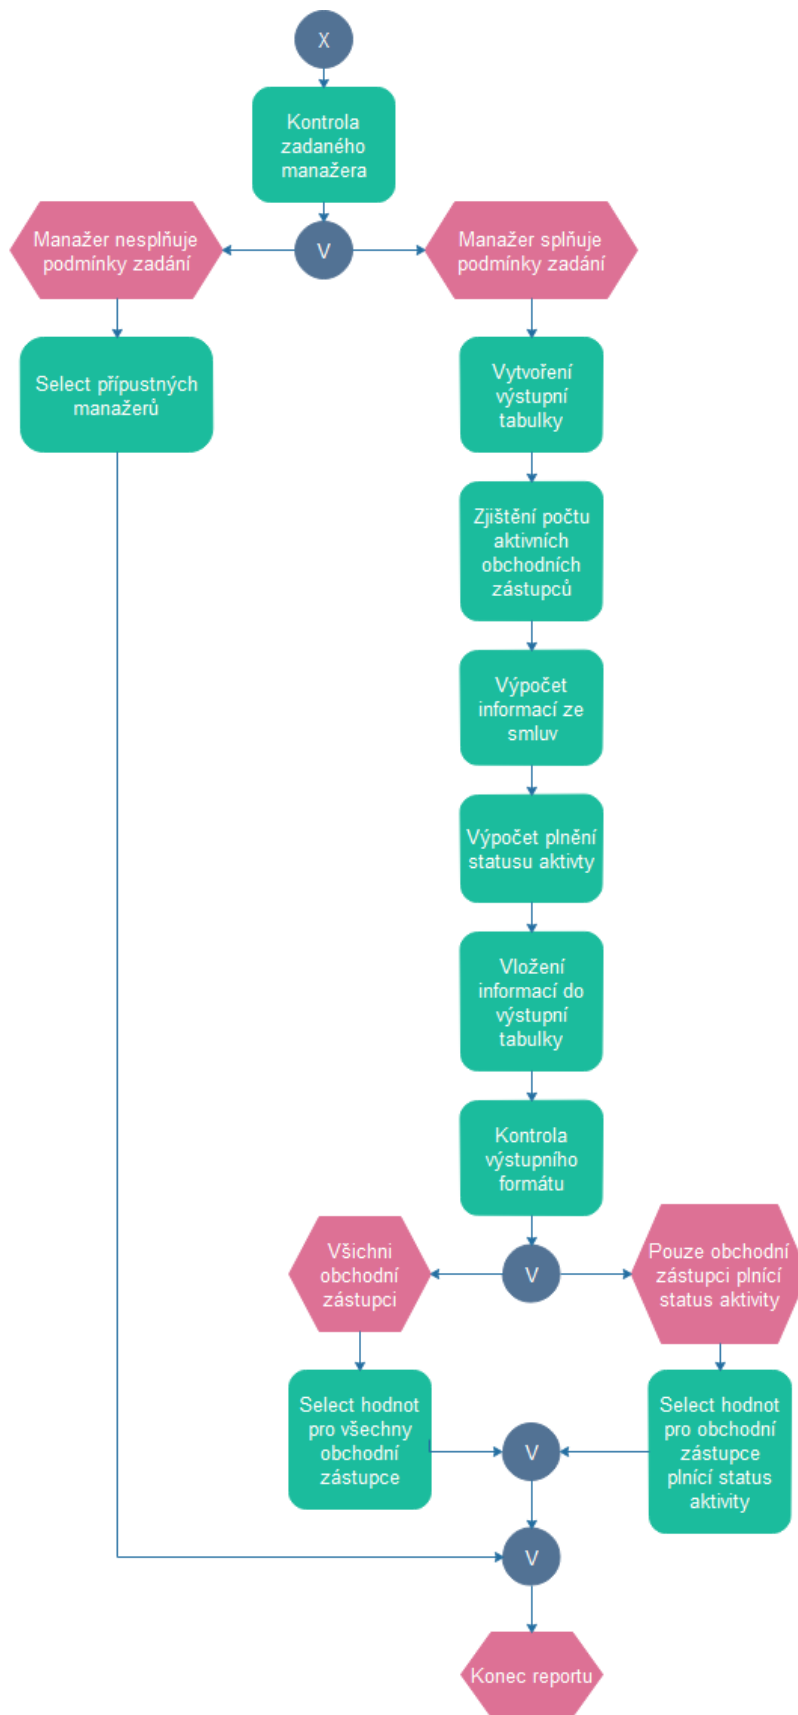 X
Kontrola
zadaného
manažera
Manažer nesplňuje
podmínky zadání
V
Manažer splňuje
podmínky zadání
Select přípustných
manažerů
Vytvoření
výstupní
tabulky
Zjištění počtu
aktivních
obchodních
zástupců
Výpočet
informací ze
smluv
Výpočet plnění
statusu aktivty
Vložení
informací do
výstupní
tabulky
Kontrola
výstupního
formátu
Všichni
obchodní
zástupci
V
Pouze obchodní
zástupci plnící
status aktivity
Select hodnot
pro všechny
obchodní
zástupce
V
Select hodnot
pro obchodní
zástupce
plnící status
aktivity
V
Konec reportu